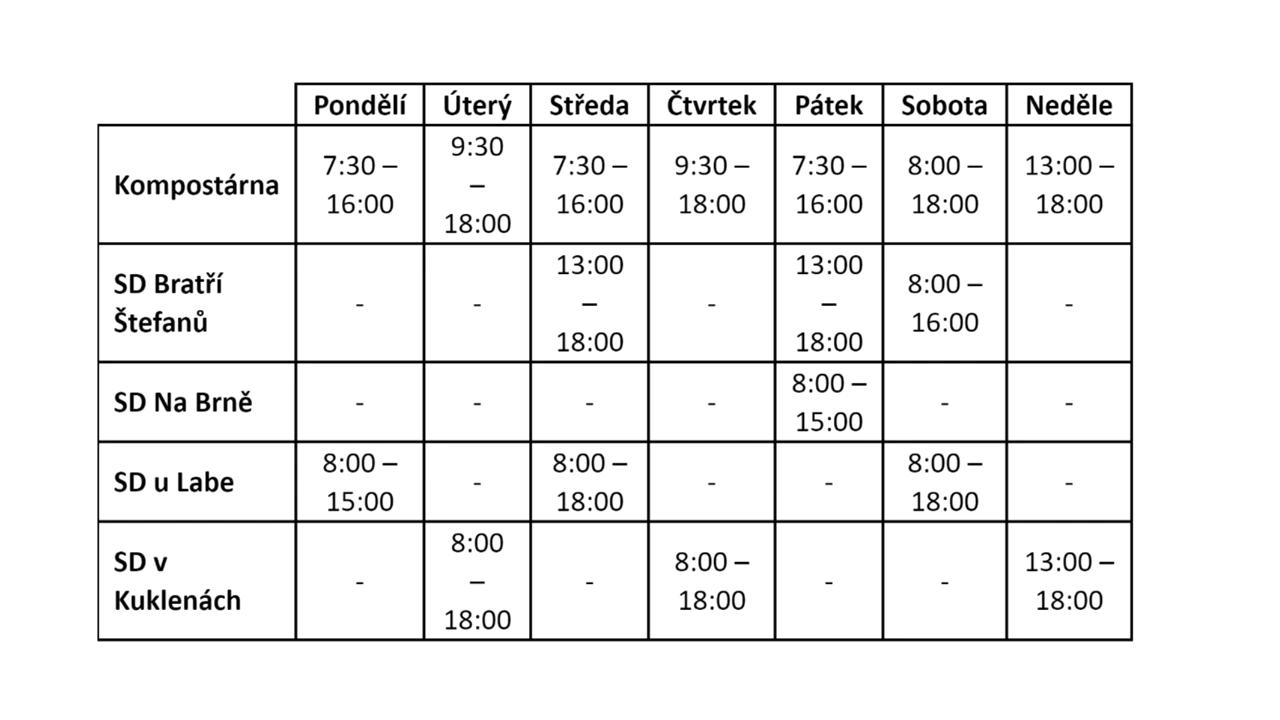 Pondělí Úterý Středa Čtvrtek Pátek Sobota Neděle
Kompostárna 7:30 – 16:00 9:30 – 18:00 7:30 – 16:00 9:30 – 18:00 7:30 – 16:00 8:00 – 18:00 13:00 – 18:00
SD Bratří Štefanů - - 13:00 – 18:00 - 13:00 – 18:00 8:00 – 16:00 -
SD Na Brně - - - - 8:00 – 15:00 - -
SD u Labe 8:00 – 15:00 - 8:00 – 18:00 - - 8:00 – 18:00 -
SD v Kuklenách - 8:00 – 18:00 - 8:00 – 18:00 - - 13:00 – 18:00